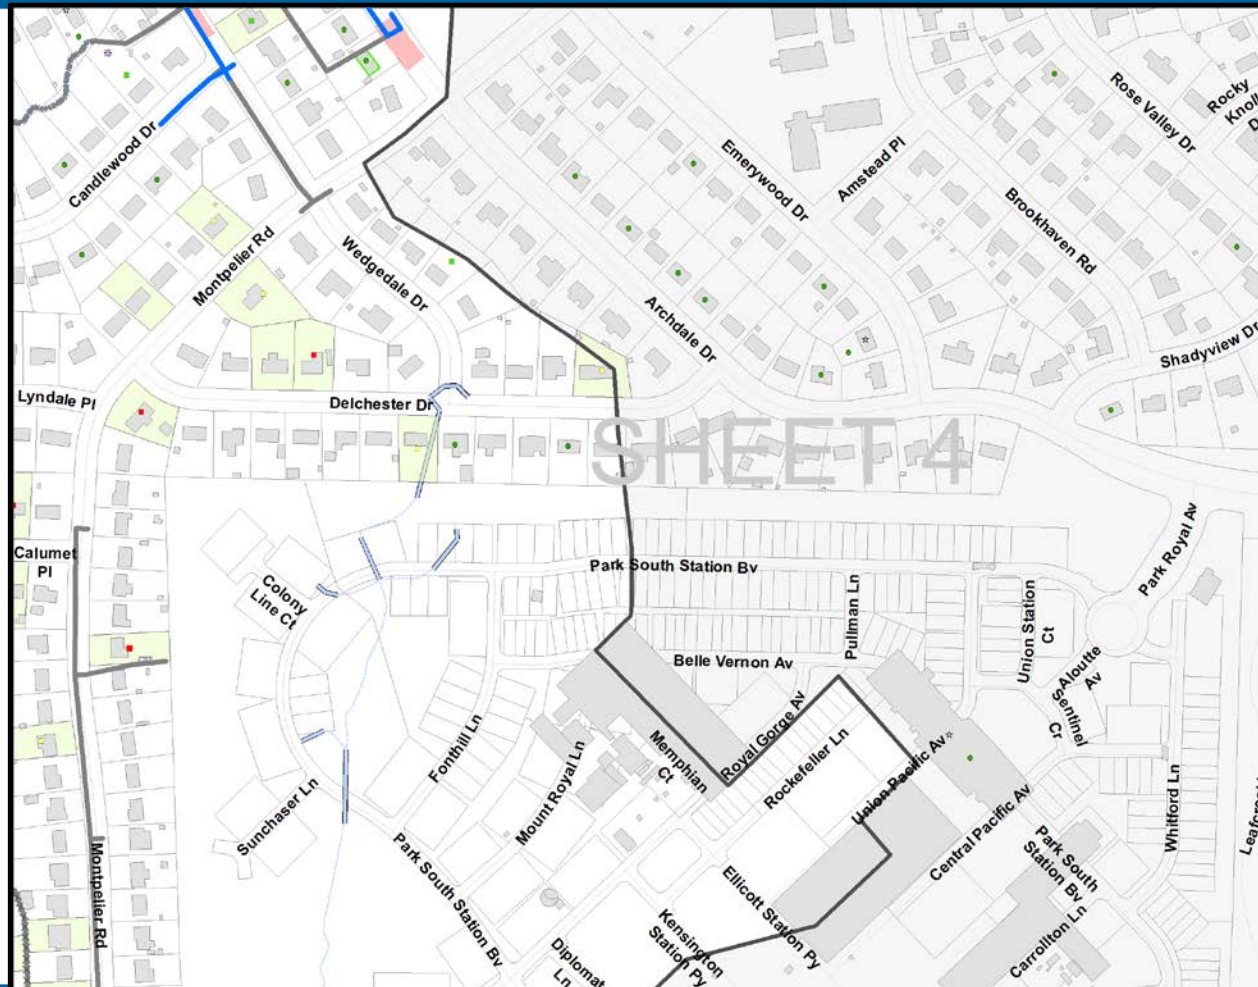 Rose Valley Dr
Rocky
Candlewood Dr
Emerywood Dr
Amstead Pl
Brookhaven Rd
Montpelier Rd
Wedgedale Dr
Archdale Dr
Shadyview Dr
Lyndale Pl
Delchester Dr
SHEET 4
Park Royal Av
Calumet
Pl
Park South Station Bv
Colony
Line Ct
Pullman Ln
Union Station
Ct
Belle Vernon Av
Aloutte
Av
Sentinel
Cr
Royal Gorge Av
Fonthill Ln
Memphian
Ct
Mount Royal Ln
Rockefeller Ln
Union Pacific Av
Sunchaser Ln
Central Pacific Av
Whitford Ln
Montpelier Rd
Park South Station Bv
Ellicott Station Py
Park South
Station Bv
Kensington
Station Py
Diplomat
Ln
Carrollton Ln